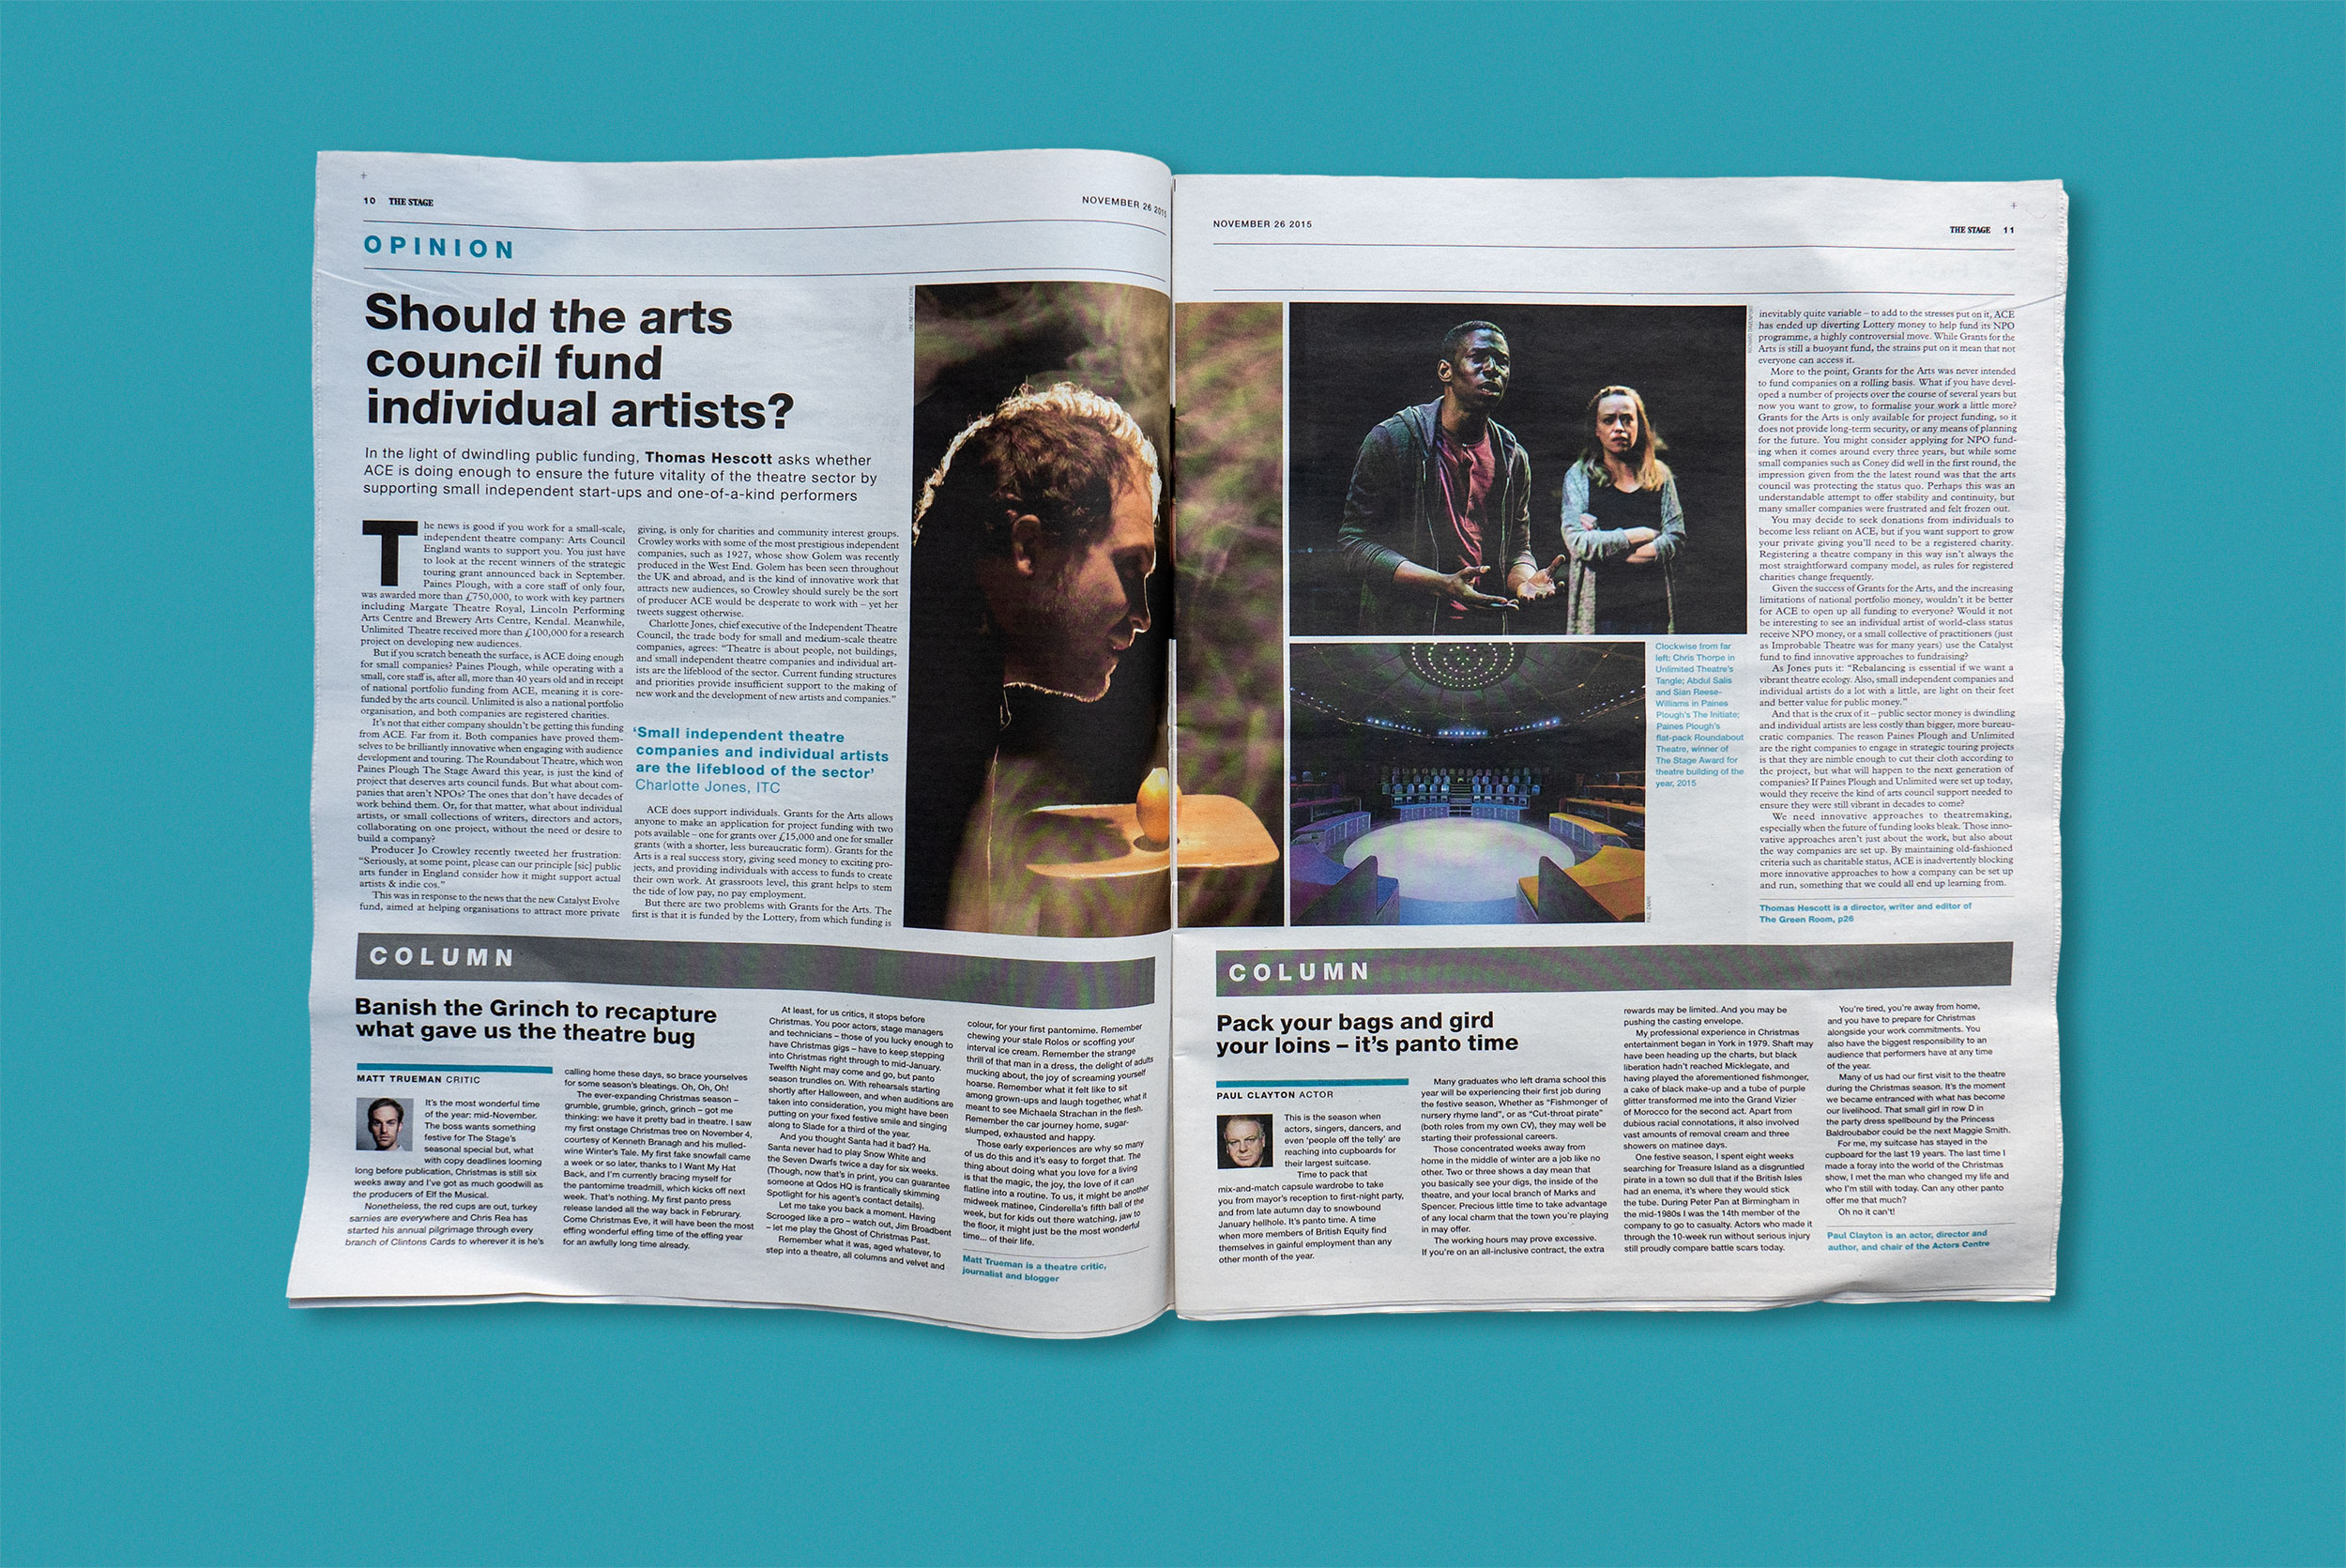 10 THE STAGE
NOVEMBER 26 2015
OPINION
Should the arts
council fund
individual artists?
In the light of dwindling public funding, Thomas Hescott asks whether
ACE is doing enough to ensure the future vitality of the theatre sector by
supporting small independent start-ups and one-of-a-kind performers
The news is good if you work for a small-scale,
independent theatre company: Arts Council
England wants to support you. You just have
to look at the recent winners of the strategic
touring grant announced back in September.
Paines Plough, with a core staff of only four,
was awarded more than £750,000, to work with key partners
including Margate Theatre Royal, Lincoln Performing
Arts Centre and Brewery Arts Centre, Kendal. Meanwhile,
Unlimited Theatre received more than £100,000 for a research
project on developing new audiences.
But if you scratch beneath the surface, is ACE doing enough
for small companies? Paines Plough, while operating with a
small, core staff is, after all, more than 40 years old and in receipt
of national portfolio funding from ACE, meaning it is core-
funded by the arts council. Unlimited is also a national portfolio
organisation, and both companies are registered charities.
It's not that either company shouldn't be getting this funding
from ACE. Far from it. Both companies have proved them-
selves to be brilliantly innovative when engaging with audience
development and touring. The Roundabout Theatre, which won
Paines Plough The Stage Award this year, is just the kind of
project that deserves arts council funds. But what about com-
panies that aren't NPOs? The ones that don't have decades of
work behind them. Or, for that matter, what about individual
artists, or small collections of writers, directors and actors,
collaborating on one project, without the need or desire to
build a company?
Producer Jo Crowley recently tweeted her frustration:
"Seriously, at some point, please can our principle [sic] public
arts funder in England consider how it might support actual
artists & indie cos."
This was in response to the news that the new Catalyst Evolve
fund, aimed at helping organisations to attract more private
giving, is only for charities and community interest groups.
Crowley works with some of the most prestigious independent
companies, such as 1927, whose show Golem was recently
produced in the West End. Golem has been seen throughout
the UK and abroad, and is the kind of innovative work that
attracts new audiences, so Crowley should surely be the sort
of producer ACE would be desperate to work with – yet her
tweets suggest otherwise.
Charlotte Jones, chief executive of the Independent Theatre
Council, the trade body for small and medium-scale theatre
companies, agrees: "Theatre is about people, not buildings,
and small independent theatre companies and individual art-
ists are the lifeblood of the sector. Current funding structures
and priorities provide insufficient support to the making of
new work and the development of new artists and companies."
'Small independent theatre
companies and individual artists
are the lifeblood of the sector'
Charlotte Jones, ITC
ACE does support individuals. Grants for the Arts allows
anyone to make an application for project funding with two
pots available – one for grants over £15,000 and one for smaller
grants (with a shorter, less bureaucratic form). Grants for the
Arts is a real success story, giving seed money to exciting pro-
jects, and providing individuals with access to funds to create
their own work. At grassroots level, this grant helps to stem
the tide of low pay, no pay employment.
But there are two problems with Grants for the Arts. The
first is that it is funded by the Lottery, from which funding is
UNLIMITED THEATRE
COLUMN
Banish the Grinch to recapture
what gave us the theatre bug
MATT TRUEMAN CRITIC
It's the most wonderful time
of the year: mid-November.
The boss wants something
festive for The Stage's
seasonal special but, what
with copy deadlines looming
long before publication, Christmas is still six
weeks away and I've got as much goodwill as
the producers of Elf the Musical.
Nonetheless, the red cups are out, turkey
sarnies are everywhere and Chris Rea has
started his annual pilgrimage through every
branch of Clintons Cards to wherever it is he's
calling home these days, so brace yourselves
for some season's bleatings. Oh, Oh, Oh!
The ever-expanding Christmas season –
grumble, grumble, grinch, grinch – got me
thinking: we have it pretty bad in theatre. I saw
my first onstage Christmas tree on November 4,
courtesy of Kenneth Branagh and his mulled-
wine Winter's Tale. My first fake snowfall came
a week or so later, thanks to I Want My Hat
Back, and I'm currently bracing myself for
the pantomime treadmill, which kicks off next
week. That's nothing. My first panto press
release landed all the way back in Februrary.
Come Christmas Eve, it will have been the most
effing wonderful effing time of the effing year
for an awfully long time already.
At least, for us critics, it stops before
Christmas. You poor actors, stage managers
and technicians – those of you lucky enough to
have Christmas gigs – have to keep stepping
into Christmas right through to mid-January.
Twelfth Night may come and go, but panto
season trundles on. With rehearsals starting
shortly after Halloween, and when auditions are
taken into consideration, you might have been
putting on your fixed festive smile and singing
along to Slade for a third of the year.
And you thought Santa had it bad? Ha.
Santa never had to play Snow White and
the Seven Dwarfs twice a day for six weeks.
(Though, now that's in print, you can guarantee
someone at Qdos HQ is frantically skimming
Spotlight for his agent's contact details).
Let me take you back a moment. Having
Scrooged like a pro – watch out, Jim Broadbent
– let me play the Ghost of Christmas Past.
Remember what it was, aged whatever, to
step into a theatre, all columns and velvet and
colour, for your first pantomime. Remember
chewing your stale Rolos or scoffing your
interval ice cream. Remember the strange
thrill of that man in a dress, the delight of adults
mucking about, the joy of screaming yourself
hoarse. Remember what it felt like to sit
among grown-ups and laugh together, what it
meant to see Michaela Strachan in the flesh.
Remember the car journey home, sugar-
slumped, exhausted and happy.
Those early experiences are why so many
of us do this and it's easy to forget that. The
thing about doing what you love for a living
is that the magic, the joy, the love of it can
flatline into a routine. To us, it might be another
midweek matinee, Cinderella's fifth ball of the
week, but for kids out there watching, jaw to
the floor, it might just be the most wonderful
time... of their life.
Matt Trueman is a theatre critic,
journalist and blogger
NOVEMBER 26 2015
THE STAGE 11
Clockwise from far
left: Chris Thorpe in
Unlimited Theatre's
Tangle; Abdul Salis
and Sian Reese-
Williams in Paines
Plough's The Initiate;
Paines Plough's
flat-pack Roundabout
Theatre, winner of
The Stage Award for
theatre building of the
year, 2015
inevitably quite variable – to add to the stresses put on it, ACE
has ended up diverting Lottery money to help fund its NPO
programme, a highly controversial move. While Grants for the
Arts is still a buoyant fund, the strains put on it mean that not
everyone can access it.
More to the point, Grants for the Arts was never intended
to fund companies on a rolling basis. What if you have devel-
oped a number of projects over the course of several years but
now you want to grow, to formalise your work a little more?
Grants for the Arts is only available for project funding, so it
does not provide long-term security, or any means of planning
for the future. You might consider applying for NPO fund-
ing when it comes around every three years, but while some
small companies such as Coney did well in the first round, the
impression given from the the latest round was that the arts
council was protecting the status quo. Perhaps this was an
understandable attempt to offer stability and continuity, but
many smaller companies were frustrated and felt frozen out.
You may decide to seek donations from individuals to
become less reliant on ACE, but if you want support to grow
your private giving you'll need to be a registered charity.
Registering a theatre company in this way isn't always the
most straightforward company model, as rules for registered
charities change frequently.
Given the success of Grants for the Arts, and the increasing
limitations of national portfolio money, wouldn't it be better
for ACE to open up all funding to everyone? Would it not
be interesting to see an individual artist of world-class status
receive NPO money, or a small collective of practitioners (just
as Improbable Theatre was for many years) use the Catalyst
fund to find innovative approaches to fundraising?
As Jones puts it: "Rebalancing is essential if we want a
vibrant theatre ecology. Also, small independent companies and
individual artists do a lot with a little, are light on their feet
and better value for public money."
And that is the crux of it – public sector money is dwindling
and individual artists are less costly than bigger, more bureau-
cratic companies. The reason Paines Plough and Unlimited
are the right companies to engage in strategic touring projects
is that they are nimble enough to cut their cloth according to
the project, but what will happen to the next generation of
companies? If Paines Plough and Unlimited were set up today,
would they receive the kind of arts council support needed to
ensure they were still vibrant in decades to come?
We need innovative approaches to theatremaking,
especially when the future of funding looks bleak. Those inno-
vative approaches aren't just about the work, but also about
the way companies are set up. By maintaining old-fashioned
criteria such as charitable status, ACE is inadvertently blocking
more innovative approaches to how a company can be set up
and run, something that we could all end up learning from.
Thomas Hescott is a director, writer and editor of
The Green Room, p26
COLUMN
Pack your bags and gird
your loins – it's panto time
PAUL CLAYTON ACTOR
This is the season when
actors, singers, dancers, and
even 'people off the telly' are
reaching into cupboards for
their largest suitcase.
Time to pack that
mix-and-match capsule wardrobe to take
you from mayor's reception to first-night party,
and from late autumn day to snowbound
January hellhole. It's panto time. A time
when more members of British Equity find
themselves in gainful employment than any
other month of the year.
Many graduates who left drama school this
year will be experiencing their first job during
the festive season, Whether as "Fishmonger of
nursery rhyme land", or as "Cut-throat pirate"
(both roles from my own CV), they may well be
starting their professional careers.
Those concentrated weeks away from
home in the middle of winter are a job like no
other. Two or three shows a day mean that
you basically see your digs, the inside of the
theatre, and your local branch of Marks and
Spencer. Precious little time to take advantage
of any local charm that the town you're playing
in may offer.
The working hours may prove excessive.
If you're on an all-inclusive contract, the extra
rewards may be limited. And you may be
pushing the casting envelope.
My professional experience in Christmas
entertainment began in York in 1979. Shaft may
have been heading up the charts, but black
liberation hadn't reached Micklegate, and
having played the aforementioned fishmonger,
a cake of black make-up and a tube of purple
glitter transformed me into the Grand Vizier
of Morocco for the second act. Apart from
dubious racial connotations, it also involved
vast amounts of removal cream and three
showers on matinee days.
One festive season, I spent eight weeks
searching for Treasure Island as a disgruntled
pirate in a town so dull that if the British Isles
had an enema, it's where they would stick
the tube. During Peter Pan at Birmingham in
the mid-1980s I was the 14th member of the
company to go to casualty. Actors who made it
through the 10-week run without serious injury
still proudly compare battle scars today.
You're tired, you're away from home,
and you have to prepare for Christmas
alongside your work commitments. You
also have the biggest responsibility to an
audience that performers have at any time
of the year.
Many of us had our first visit to the theatre
during the Christmas season. It's the moment
we became entranced with what has become
our livelihood. That small girl in row D in
the party dress spellbound by the Princess
Baldroubabor could be the next Maggie Smith.
For me, my suitcase has stayed in the
cupboard for the last 19 years. The last time I
made a foray into the world of the Christmas
show, I met the man who changed my life and
who I'm still with today. Can any other panto
offer me that much?
Oh no it can't!
Paul Clayton is an actor, director and
author, and chair of the Actors Centre